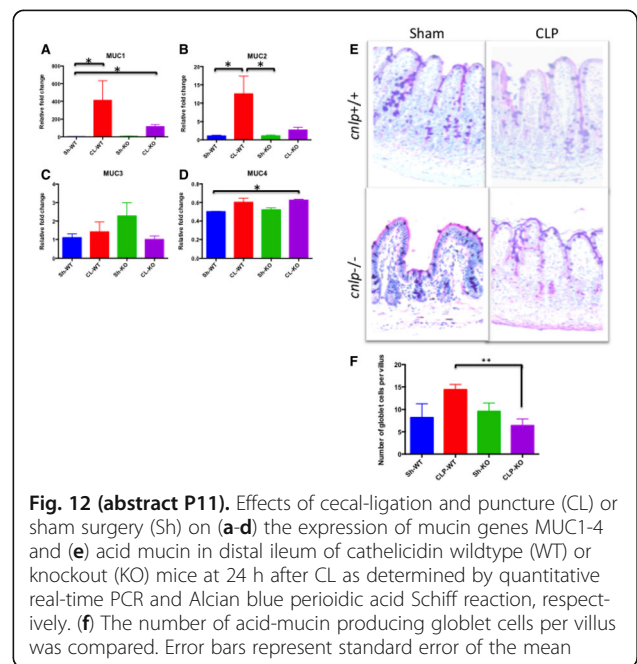 Sham CLP
A B E
MUC1 MUC2
Relative fold change
800
600
400
200
0
* *
Sh-WT CL-WT Sh-KO CL-KO
Relative fold change
20
15
10
5
0
* *
Sh-WT CL-WT Sh-KO CL-KO
cnlp+/+
C D
MUC3 MUC4
Relative fold change
4
3
2
1
0
Sh-WT CL-WT Sh-KO CL-KO
Relative fold change
0.8
0.6
0.4
0.2
0.0
*
Sh-WT CL-WT Sh-KO CL-KO
cnlp-/-
F
Number of globlet cells per villus
20
15
10
5
0
**
Sh-WT CLP-WT Sh-KO CLP-KO
Fig. 12 (abstract P11). Effects of cecal-ligation and puncture (CL) or
sham surgery (Sh) on (a-d) the expression of mucin genes MUC1-4
and (e) acid mucin in distal ileum of cathelicidin wildtype (WT) or
knockout (KO) mice at 24 h after CL as determined by quantitative
real-time PCR and Alcian blue perioidic acid Schiff reaction, respect-
ively. (f) The number of acid-mucin producing globlet cells per villus
was compared. Error bars represent standard error of the mean